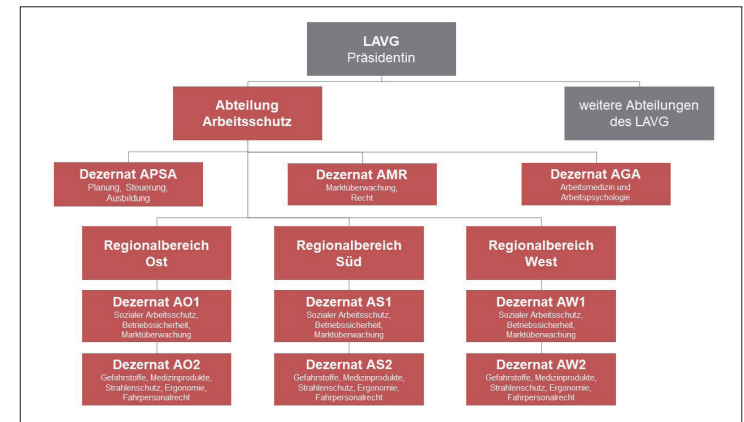 LAVG
Präsidentin
Abteilung
Arbeitsschutz
weitere Abteilungen
des LAVG
Dezernat APSA
Planung, Steuerung,
Ausbildung
Dezernat AMR
Marktüberwachung,
Recht
Dezernat AGA
Arbeitsmedizin und
Arbeitspsychologie
Regionalbereich
Ost
Regionalbereich
Süd
Regionalbereich
West
Dezernat AO1
Sozialer Arbeitsschutz,
Betriebssicherheit,
Marktüberwachung
Dezernat AS1
Sozialer Arbeitsschutz,
Betriebssicherheit,
Marktüberwachung
Dezernat AW1
Sozialer Arbeitsschutz,
Betriebssicherheit,
Marktüberwachung
Dezernat AO2
Gefahrstoffe, Medizinprodukte,
Strahlenschutz, Ergonomie,
Fahrpersonalrecht
Dezernat AS2
Gefahrstoffe, Medizinprodukte,
Strahlenschutz, Ergonomie,
Fahrpersonalrecht
Dezernat AW2
Gefahrstoffe, Medizinprodukte,
Strahlenschutz, Ergonomie,
Fahrpersonalrecht